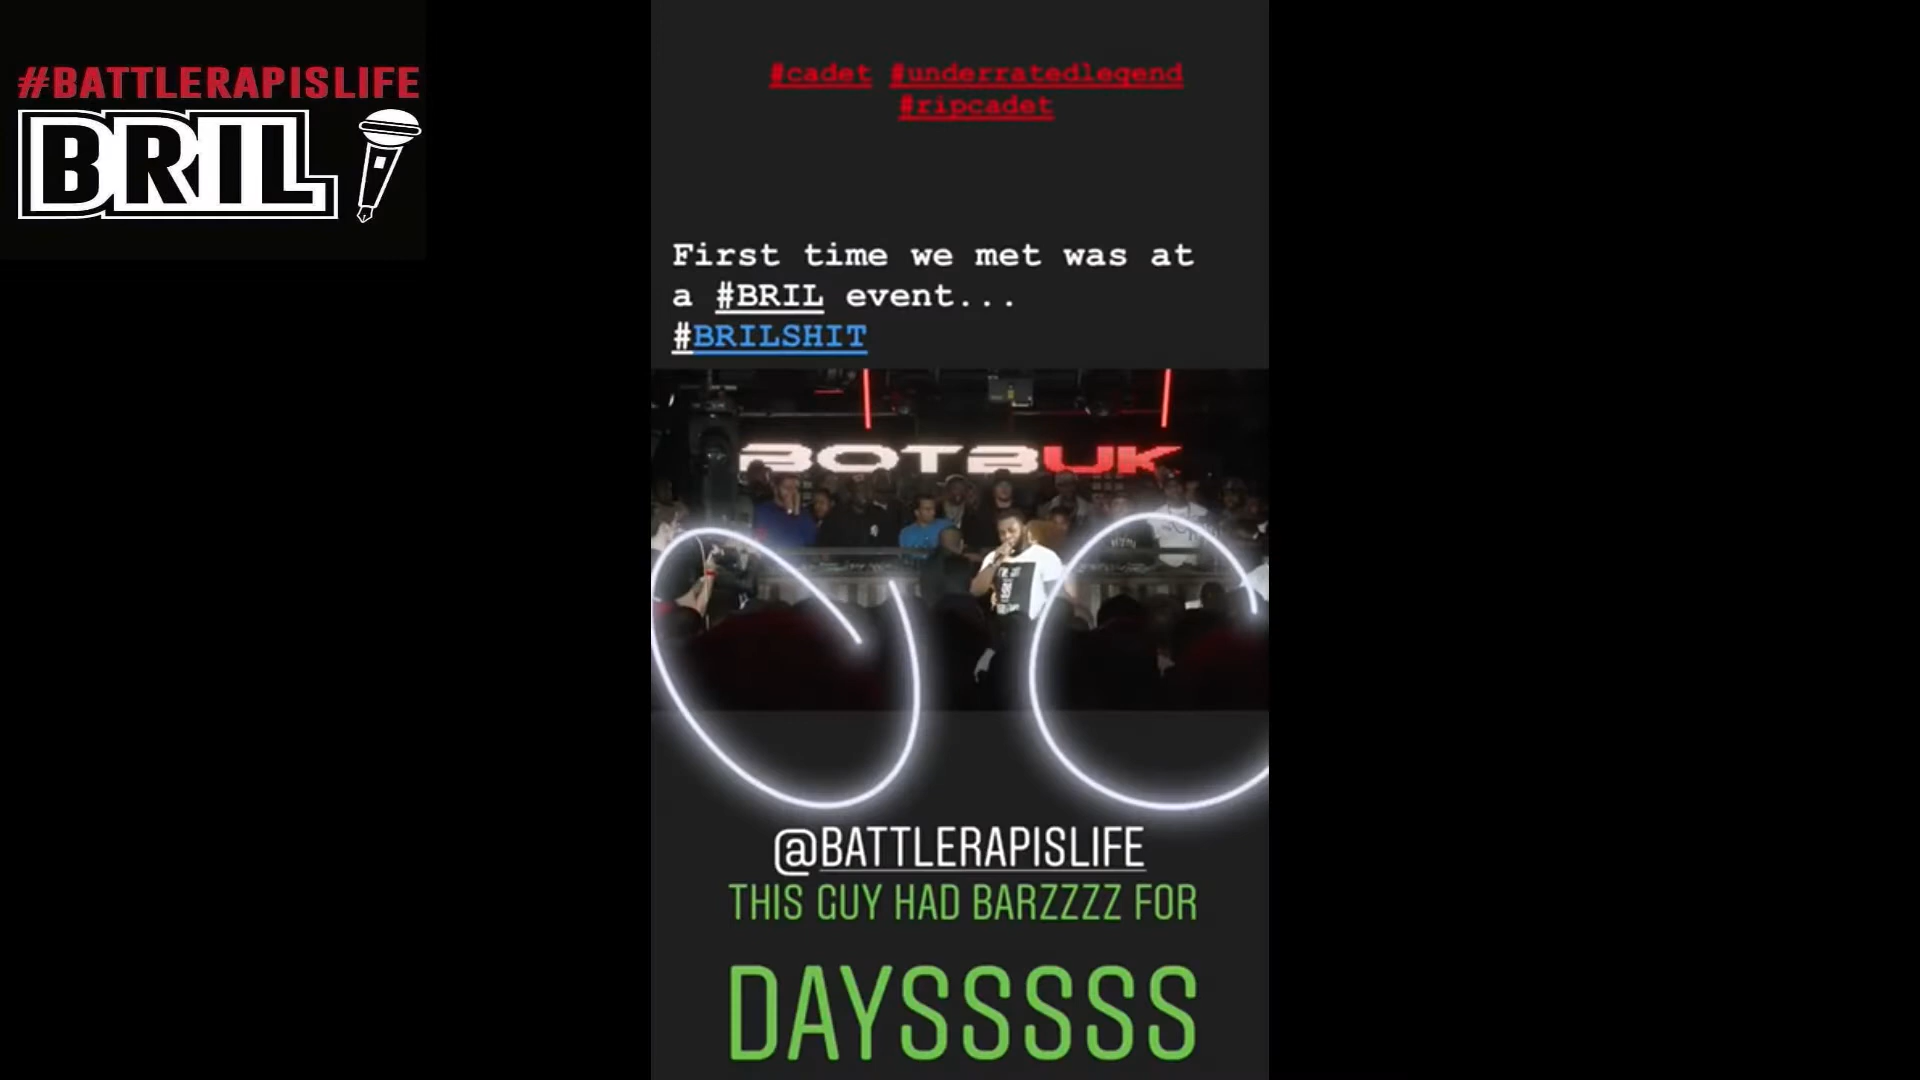 #BATTLERAPISLIFE
BRIL
#cadet #underratedlegend
#ripcadet
First time we met was at
a #BRIL event...
#BRILSHIT
BOTBUK
@BATTLERAPISLIFE
THIS GUY HAD BARZZZZ FOR
DAYSSSSS